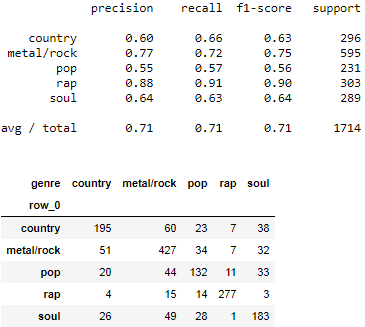 precision recall f1-score support
country 0.60 0.66 0.63 296
metal/rock 0.77 0.72 0.75 595
pop 0.55 0.57 0.56 231
rap 0.88 0.91 0.90 303
soul 0.64 0.63 0.64 289
avg / total 0.71 0.71 0.71 1714
genre country metal/rock pop rap soul
row_0
country 195 60 23 7 38
metal/rock 51 427 34 7 32
pop 20 44 132 11 33
rap 4 15 14 277 3
soul 26 49 28 1 183